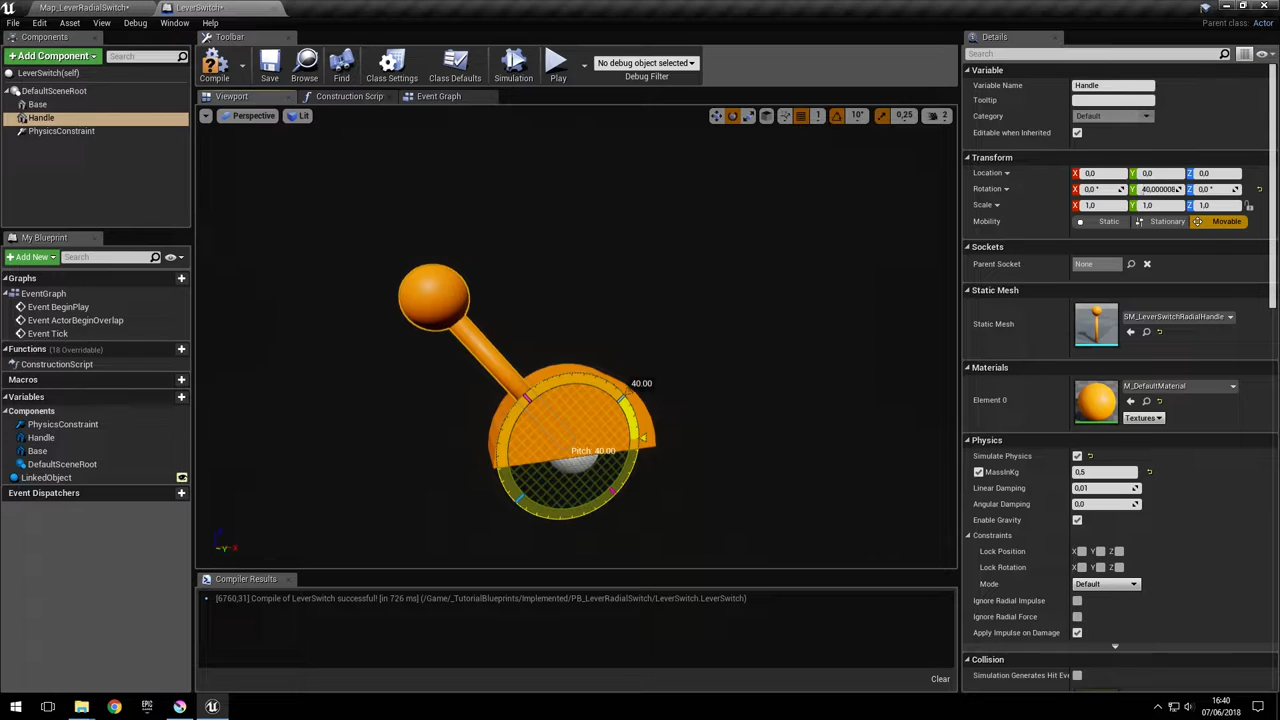 Map_LeverRadialSwitch*
LeverSwitch*
File Edit Asset View Debug Window Help
Parent class: Actor
Components
+ Add Component
Search
LeverSwitch(self)
DefaultSceneRoot
Base
Handle
PhysicsConstraint
My Blueprint
+ Add New
Search
Graphs
EventGraph
Event BeginPlay
Event ActorBeginOverlap
Event Tick
Functions (18 Overridable)
ConstructionScript
Macros
Variables
Components
PhysicsConstraint
Handle
Base
DefaultSceneRoot
LinkedObject
Event Dispatchers
Toolbar
Compile
Save
Browse
Find
Class Settings
Class Defaults
Simulation
Play
No debug object selected
Debug Filter
Viewport
Construction Scrip
Event Graph
Perspective
Lit
1
10°
0,25
2
40.00
Pitch: 40.00
Compiler Results
[6760,31] Compile of LeverSwitch successful! [in 726 ms] (/Game/_TutorialBlueprints/Implemented/PB_LeverRadialSwitch/LeverSwitch.LeverSwitch)
Clear
Details
Search
Variable
Variable Name Handle
Tooltip
Category Default
Editable when Inherited
Transform
Location X 0,0 Y 0,0 Z 0,0
Rotation X 0,0 ° Y 40,000008 Z 0,0 °
Scale X 1,0 Y 1,0 Z 1,0
Mobility Static Stationary Movable
Sockets
Parent Socket None
Static Mesh
Static Mesh SM_LeverSwitchRadialHandle
Materials
Element 0 M_DefaultMaterial
Textures
Physics
Simulate Physics
MassInKg 0,5
Linear Damping 0,01
Angular Damping 0,0
Enable Gravity
Constraints
Lock Position X Y Z
Lock Rotation X Y Z
Mode Default
Ignore Radial Impulse
Ignore Radial Force
Apply Impulse on Damage
Collision
Simulation Generates Hit Eve
EPIC
16:40
07/06/2018